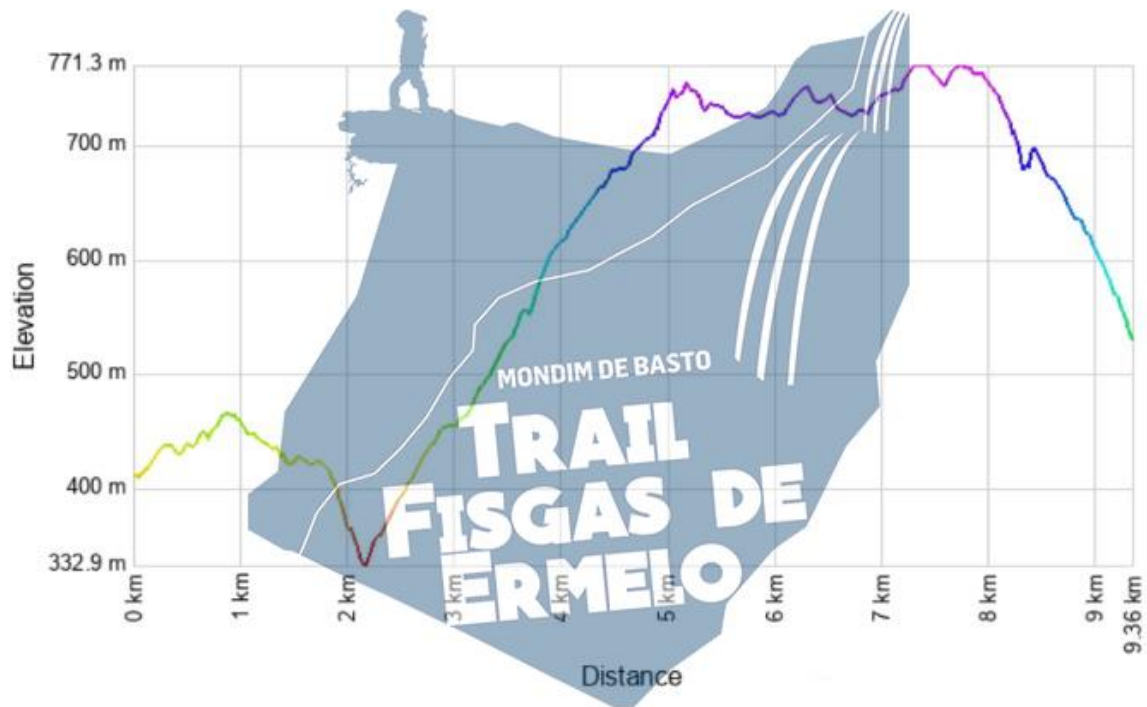 771.3 m
700 m
600 m
500 m
400 m
332.9 m
Elevation
MONDIM DE BASTO
TRAIL
FISGAS DE
ERMELO
0 km
1 km
2 km
3 km
4 km
5 km
6 km
7 km
8 km
9 km
9.36 km
Distance